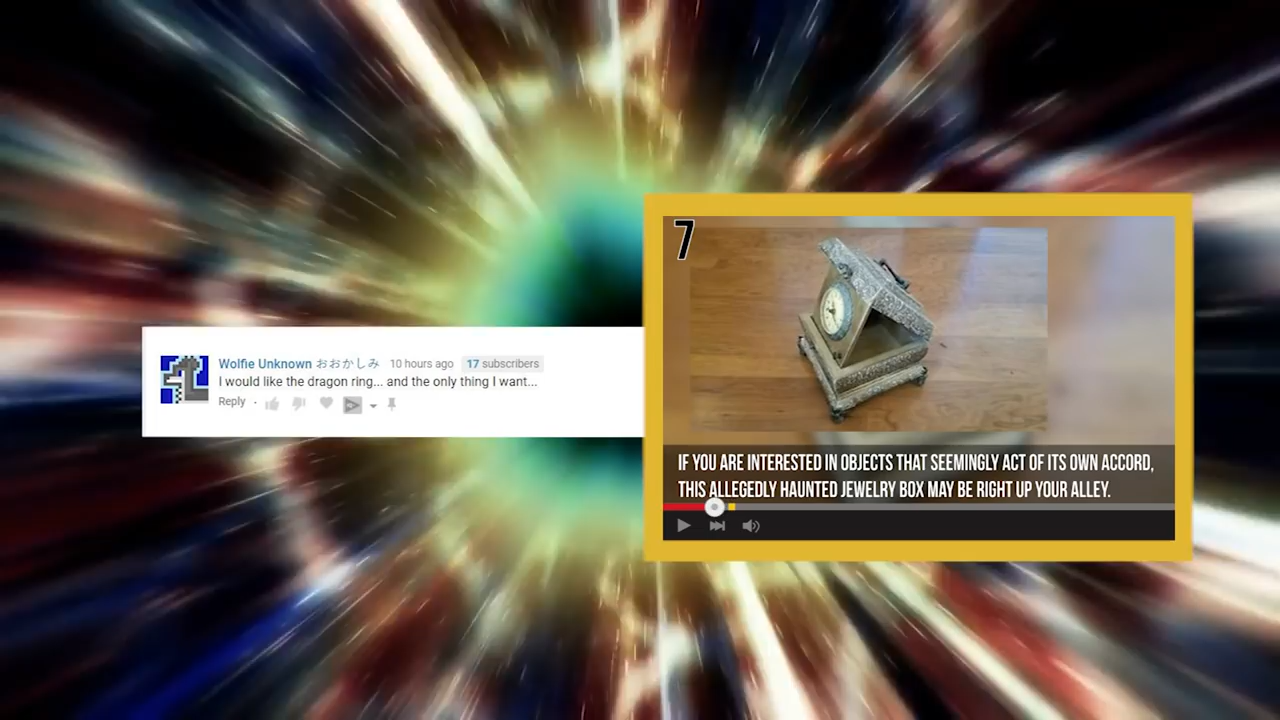 Wolfie Unknown おおかしみ 10 hours ago 17 subscribers
I would like the dragon ring... and the only thing I want...
Reply
7
IF YOU ARE INTERESTED IN OBJECTS THAT SEEMINGLY ACT OF ITS OWN ACCORD,
THIS ALLEGEDLY HAUNTED JEWELRY BOX MAY BE RIGHT UP YOUR ALLEY.